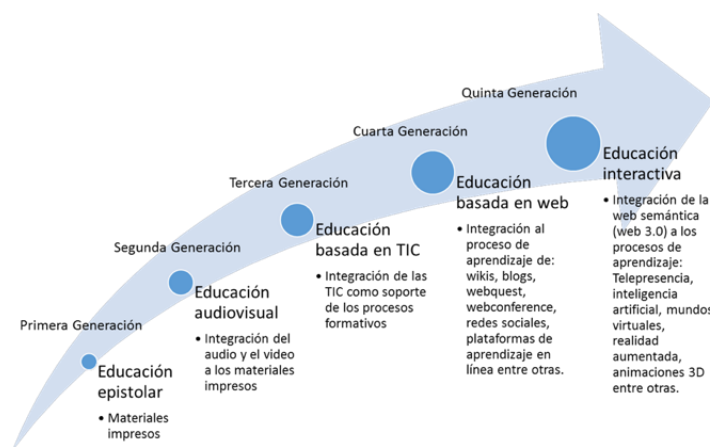 Primera Generación
Educación
epistolar
• Materiales
impresos
Segunda Generación
Educación
audiovisual
• Integración del
audio y el video
a los materiales
impresos
Tercera Generación
Educación
basada en TIC
• Integración de las
TIC como soporte
de los procesos
formativos
Cuarta Generación
Educación
basada en web
• Integración al
proceso de
aprendizaje de:
wikis, blogs,
webquest,
webconference,
redes sociales,
plataformas de
aprendizaje en
línea entre otras.
Quinta Generación
Educación
interactiva
• Integración de la
web semántica
(web 3.0) a los
procesos de
aprendizaje:
Telepresencia,
inteligencia
artificial, mundos
virtuales,
realidad
aumentada,
animaciones 3D
entre otras.